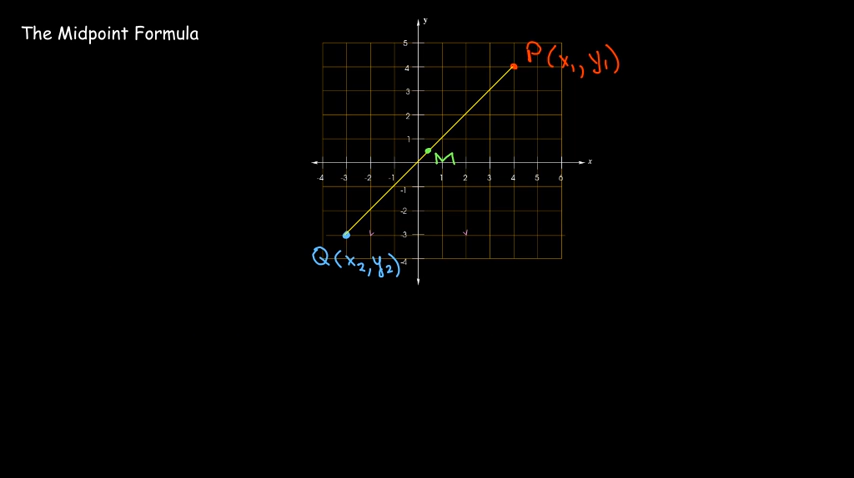 The Midpoint Formula
y
5
P(x₁, y₁)
4
3
2
1
M
x
-4 -3 -2 -1 1 2 3 4 5 6
-1
-2
-3
Q(x₂, y₂)
-4